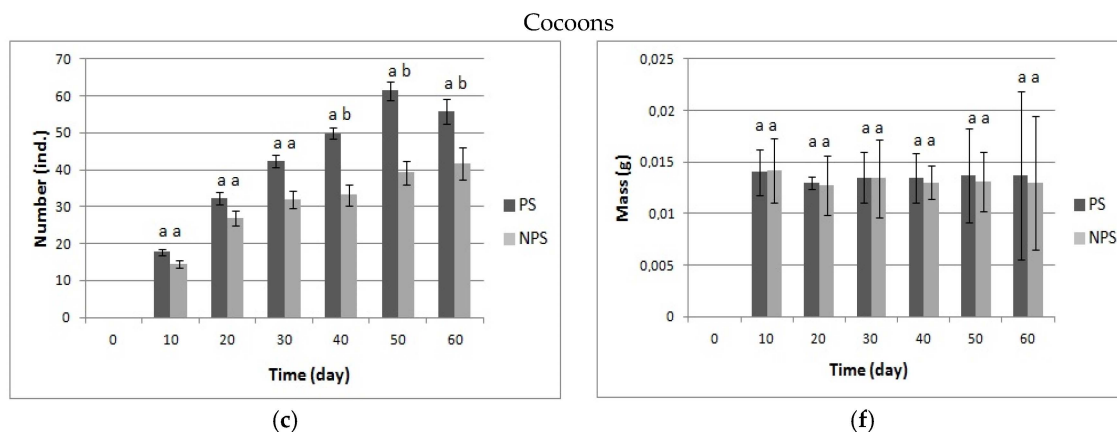 Cocoons
70
60
50
40
30
20
10
0
Number (ind.)
a a
a a
a a
a b
a b
a b
0 10 20 30 40 50 60
Time (day)
PS
NPS
(c)
0,025
0,02
0,015
0,01
0,005
0
Mass (g)
a a
a a
a a
a a
a a
a a
0 10 20 30 40 50 60
Time (day)
PS
NPS
(f)